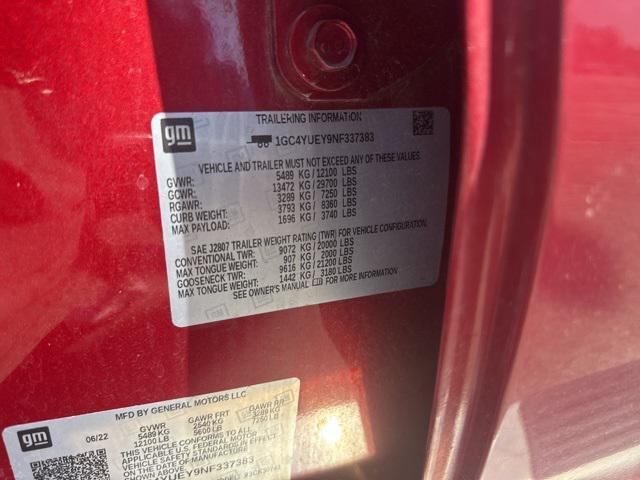 TRAILERING INFORMATION
gm
1GC4YUEY9NF337383
VEHICLE AND TRAILER MUST NOT EXCEED ANY OF THESE VALUES.
GVWR: 5489 KG/12100 LBS
GCWR: 13472 KG/29700 LBS
RGAWR: 3289 KG/ 7250 LBS
CURB WEIGHT: 3793 KG/ 8360 LBS
MAX PAYLOAD: 1696 KG/ 3740 LBS
SAE J2807 TRAILER WEIGHT RATING (TWR) FOR VEHICLE CONFIGURATION.
CONVENTIONAL TWR: 9072 KG/20000 LBS
MAX TONGUE WEIGHT: 907 KG/ 2000 LBS
GOOSENECK TWR: 9616 KG/21200 LBS
MAX TONGUE WEIGHT: 1442 KG/ 3180 LBS
SEE OWNER'S MANUAL FOR MORE INFORMATION
MFD BY GENERAL MOTORS LLC
gm
06/22 GVWR GAWR FRT GAWR RR
5489 KG 2540 KG 3289 KG
12100 LB 5600 LB 7250 LB
THIS VEHICLE CONFORMS TO ALL
U.S. FEDERAL MOTOR VEHICLE
SAFETY STANDARDS IN EFFECT
ON THE DATE OF MANUFACTURE
YUEY9NF337383